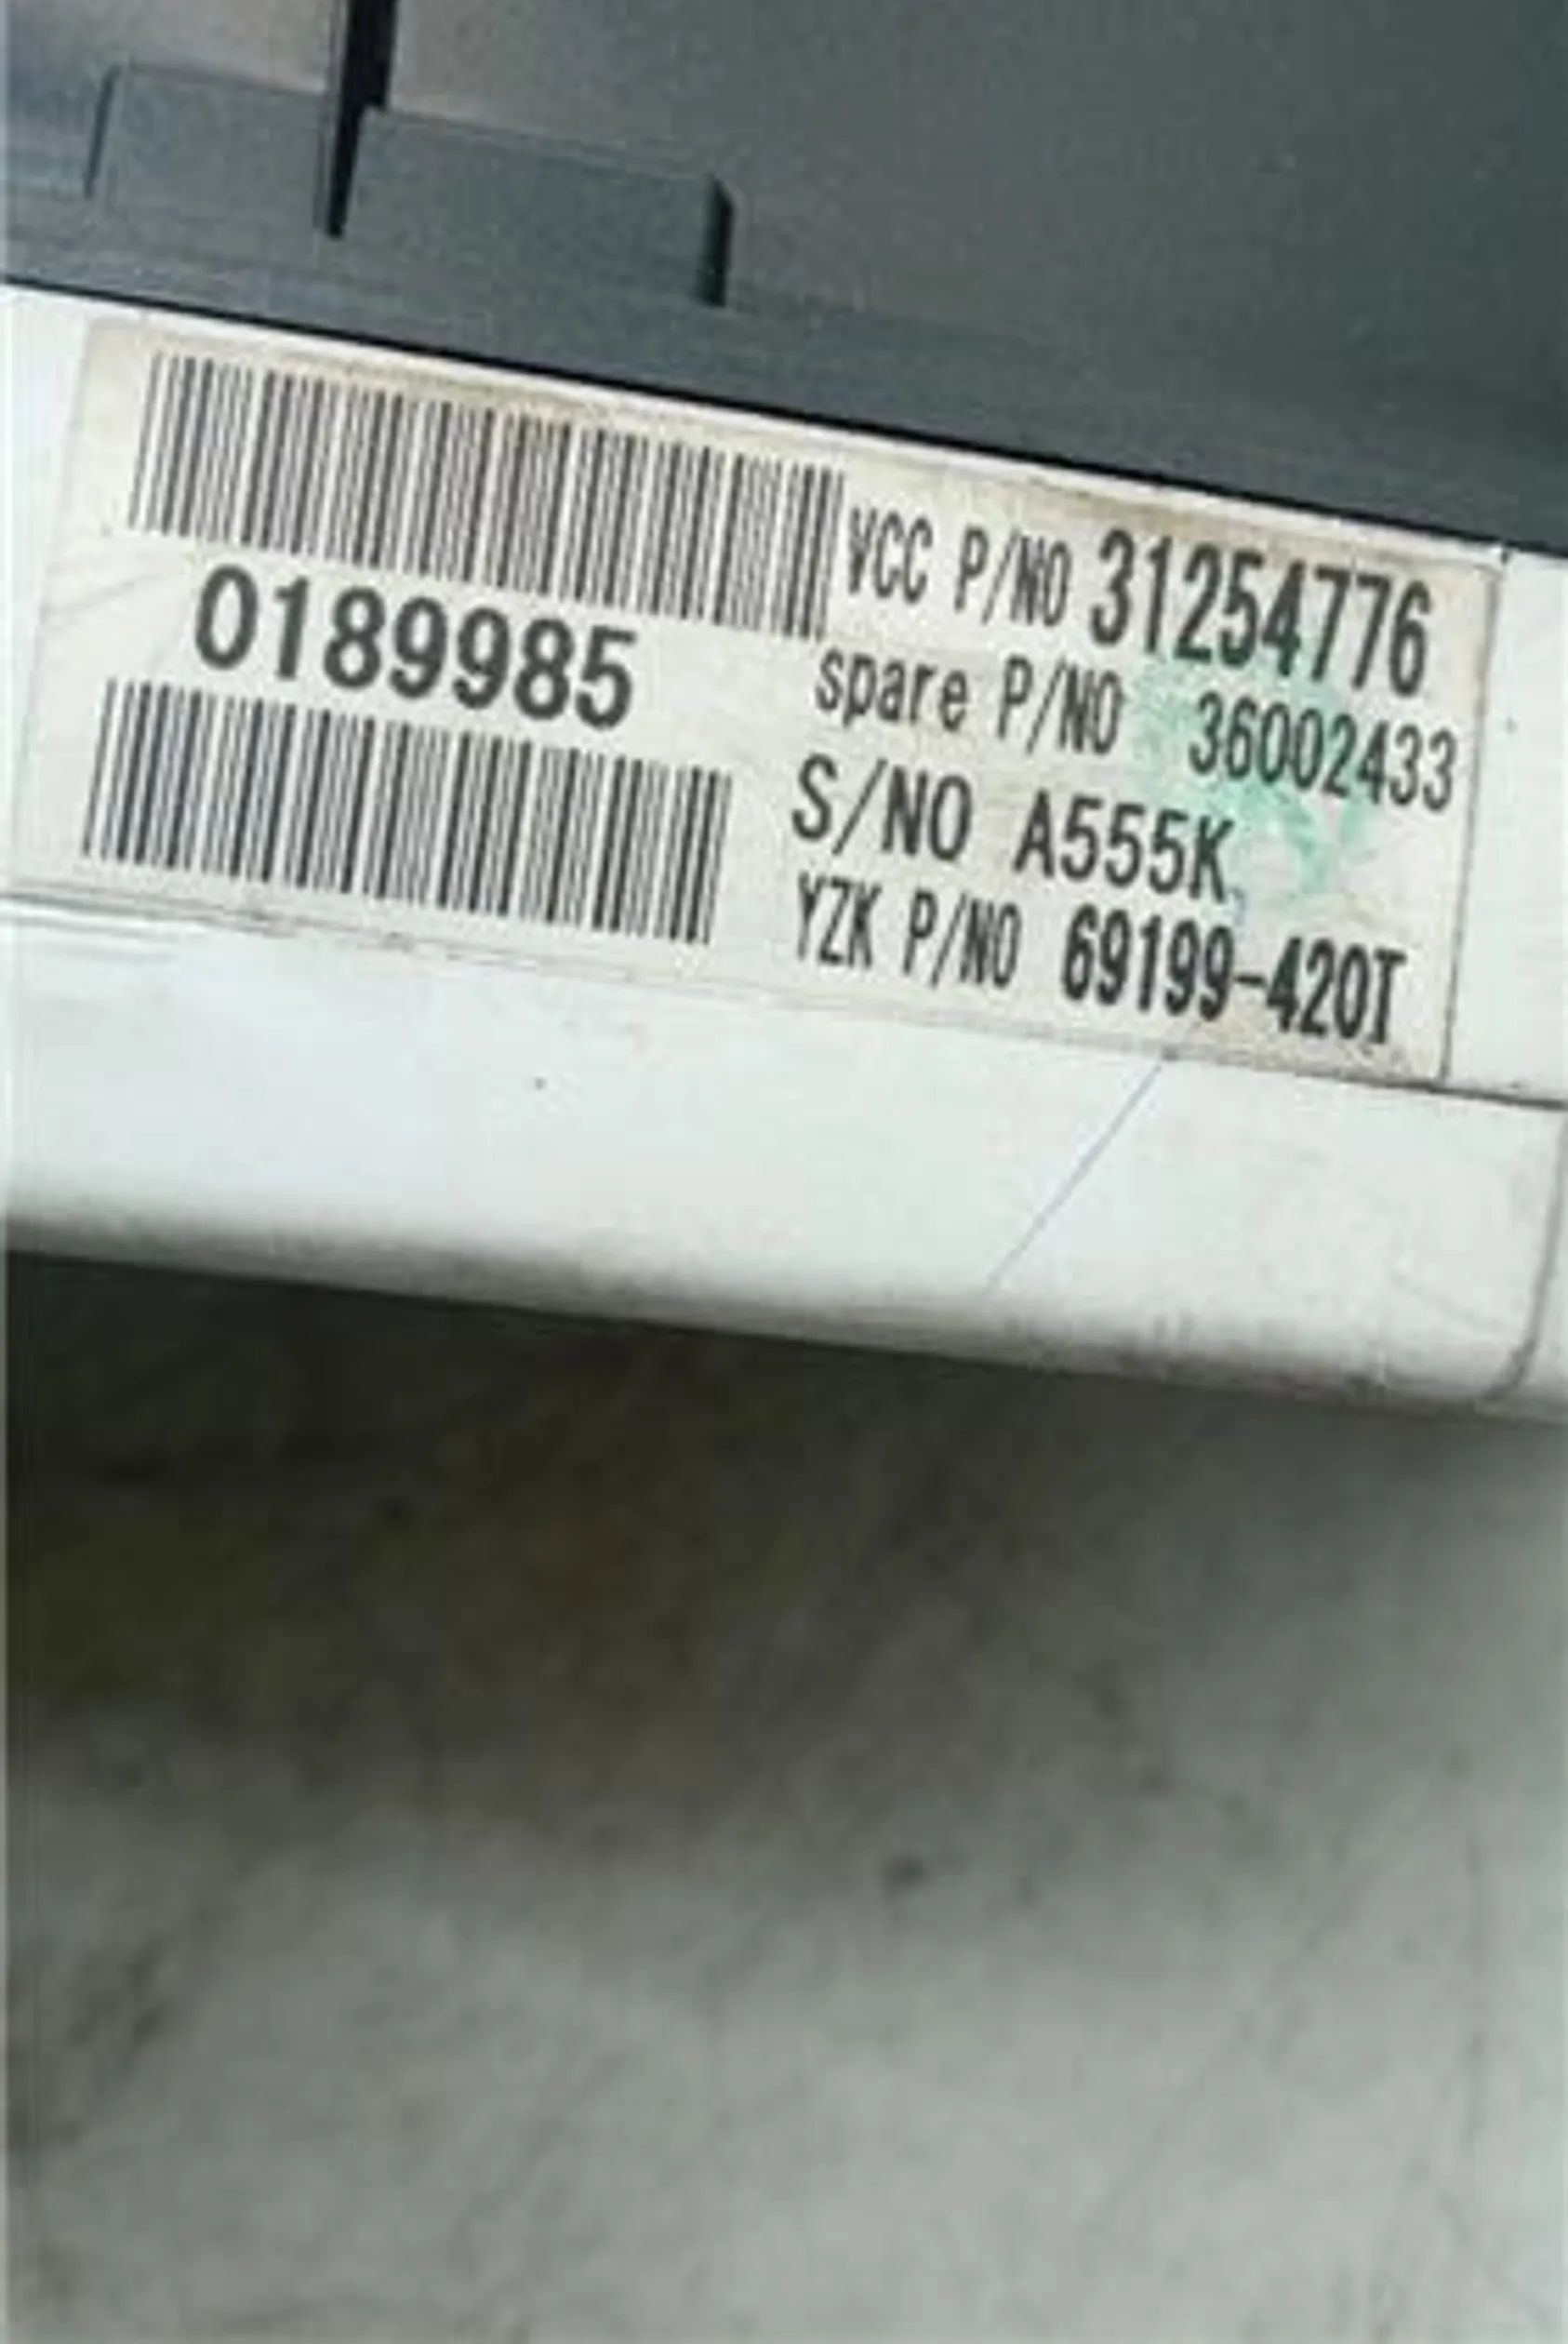 0189985
VCC P/NO 31254776
spare P/NO 36002433
S/NO A555K
YZK P/NO 69199-420T